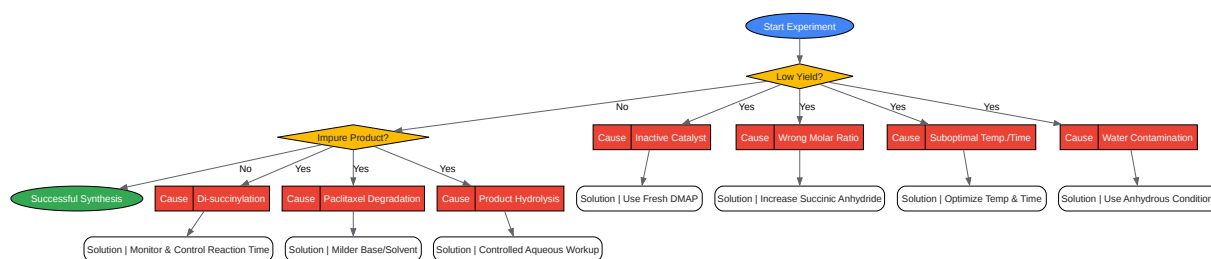 Start Experiment
Low Yield?
No
Yes
Yes
Yes
Yes
Impure Product?
Cause | Inactive Catalyst
Cause | Wrong Molar Ratio
Cause | Suboptimal Temp./Time
Cause | Water Contamination
No
Yes
Yes
Yes
Successful Synthesis
Cause | Di-succinylation
Cause | Paclitaxel Degradation
Cause | Product Hydrolysis
Solution | Use Fresh DMAP
Solution | Increase Succinic Anhydride
Solution | Optimize Temp & Time
Solution | Use Anhydrous Condition
Solution | Monitor & Control Reaction Time
Solution | Milder Base/Solvent
Solution | Controlled Aqueous Workup